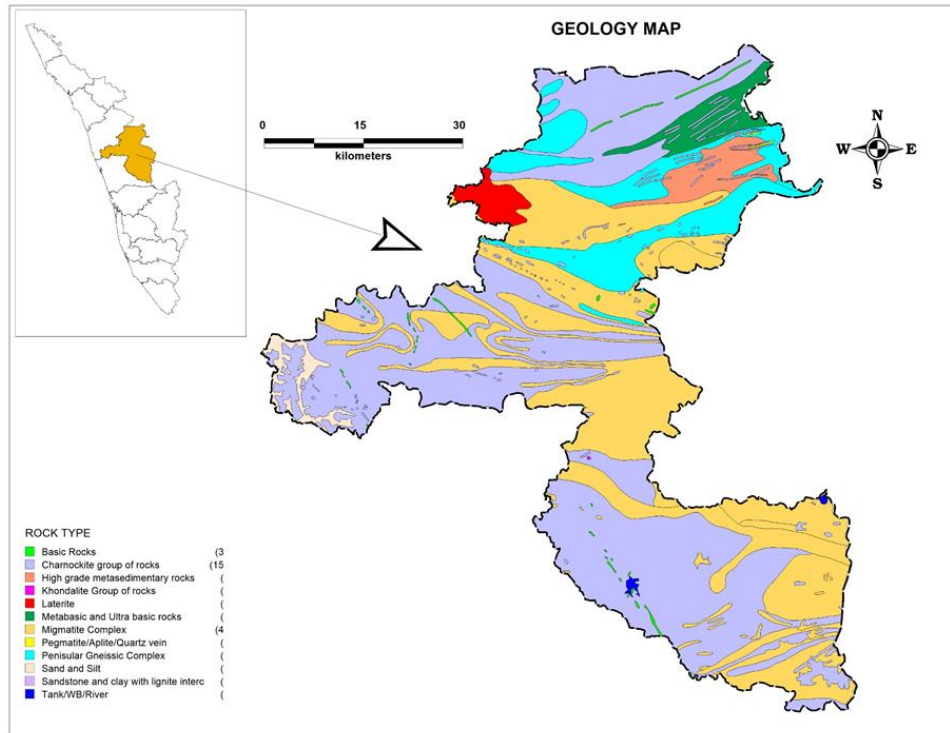 GEOLOGY MAP
0 15 30
kilometers
N
W E
S
ROCK TYPE
Basic Rocks (3
Charnockite group of rocks (15
High grade metasedimentary rocks (
Khondalite Group of rocks (
Laterite (
Metabasic and Ultra basic rocks (
Migmatite Complex (4
Pegmatite/Aplite/Quartz vein (
Penisular Gneissic Complex (
Sand and Silt (
Sandstone and clay with lignite interc (
Tank/WB/River (